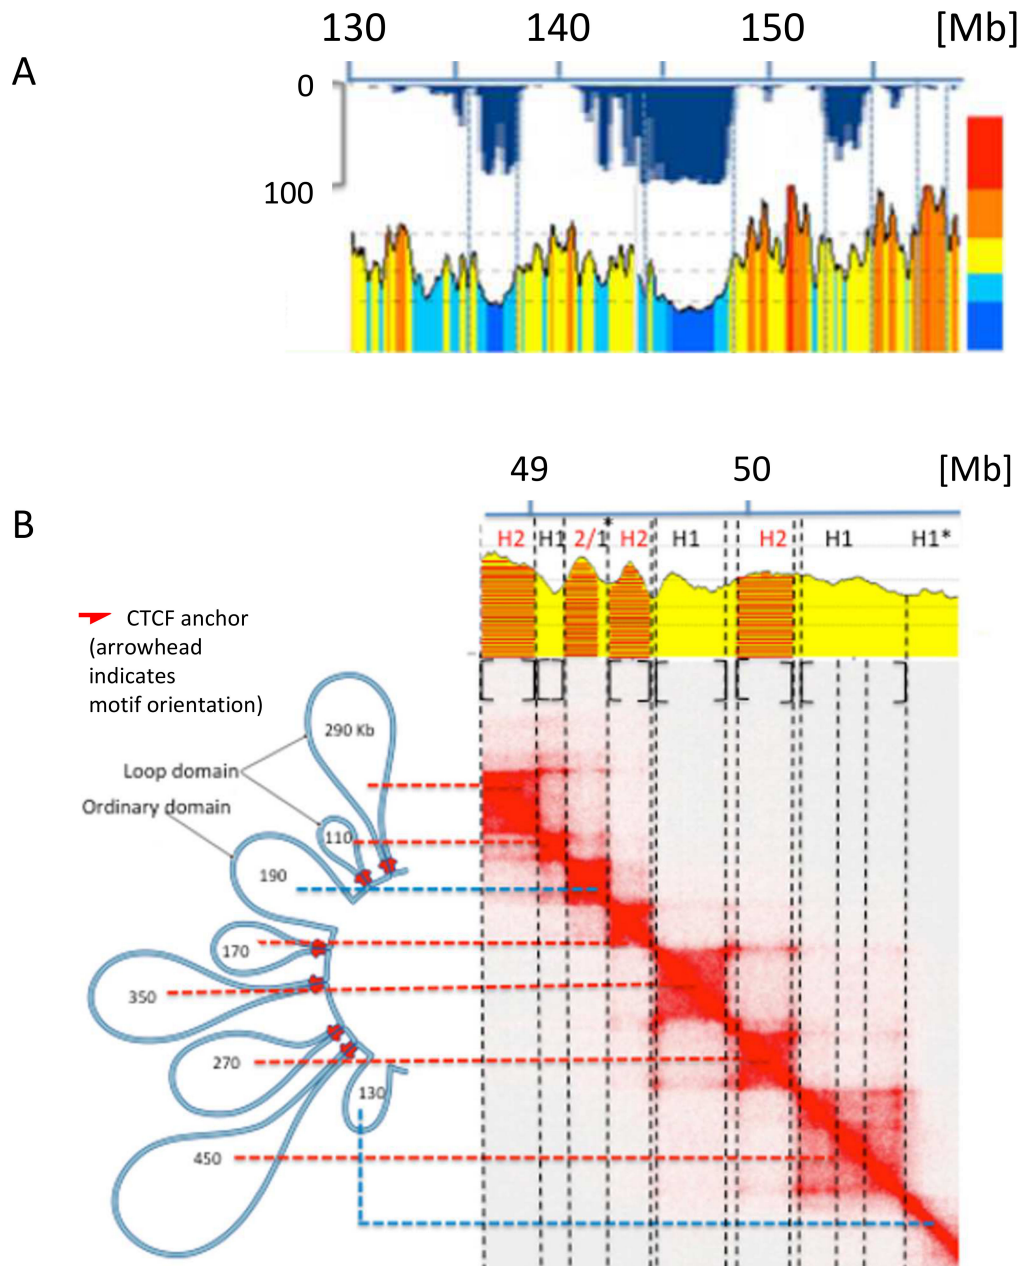 130 140 150 [Mb]
A
0
100
49 50 [Mb]
B
H2 H1 2/1* H2 H1 H2 H1 H1*
CTCF anchor
(arrowhead
indicates
motif orientation)
290 Kb
Loop domain
Ordinary domain
110
190
170
350
270
130
450